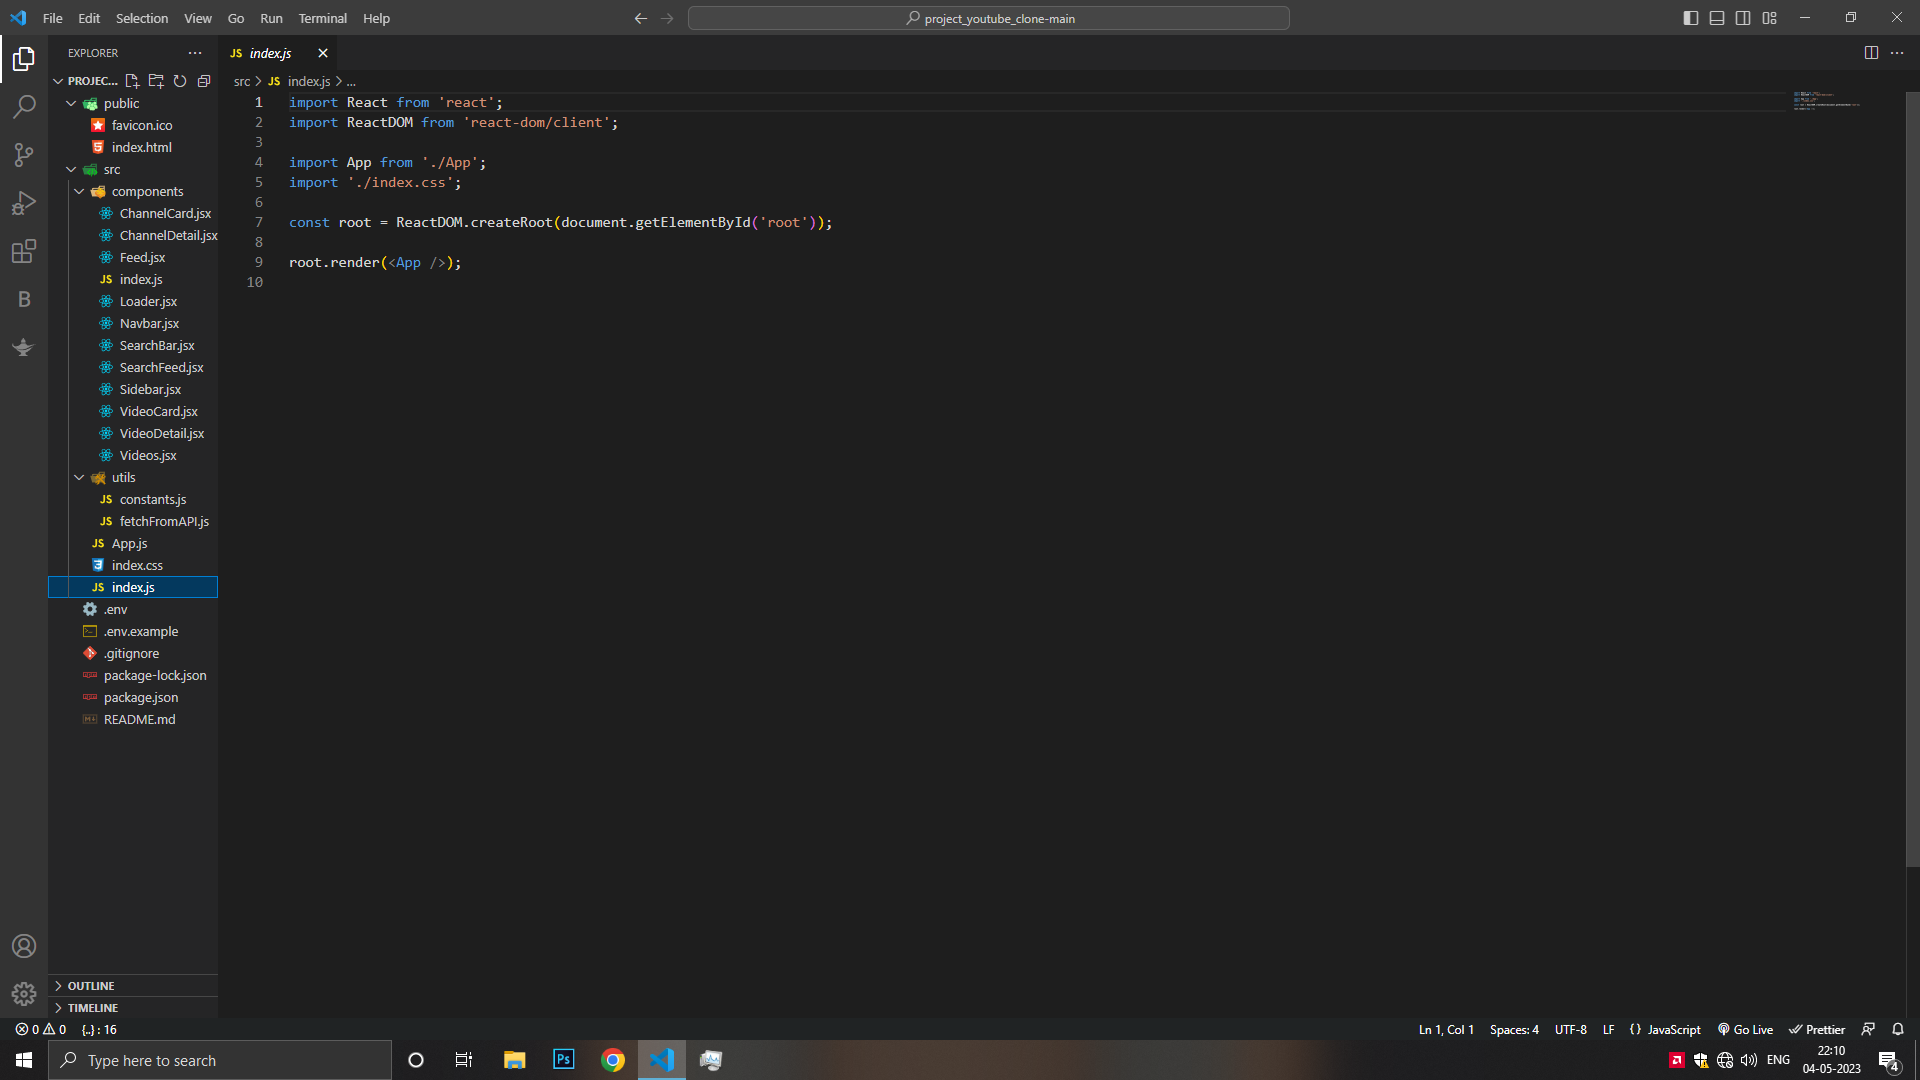 File Edit Selection View Go Run Terminal Help
project_youtube_clone-main
EXPLORER
PROJEC...
public
favicon.ico
index.html
src
components
ChannelCard.jsx
ChannelDetail.jsx
Feed.jsx
JS index.js
Loader.jsx
Navbar.jsx
SearchBar.jsx
SearchFeed.jsx
Sidebar.jsx
VideoCard.jsx
VideoDetail.jsx
Videos.jsx
utils
JS constants.js
JS fetchFromAPI.js
JS App.js
index.css
JS index.js
.env
.env.example
.gitignore
package-lock.json
package.json
README.md
OUTLINE
TIMELINE
B
JS index.js
src > JS index.js > ...
1 import React from 'react';
2 import ReactDOM from 'react-dom/client';
3
4 import App from './App';
5 import './index.css';
6
7 const root = ReactDOM.createRoot(document.getElementById('root'));
8
9 root.render(<App />);
10
0 0 {..} : 16
Ln 1, Col 1 Spaces: 4 UTF-8 LF {} JavaScript Go Live Prettier
Type here to search
Ps
ENG
22:10
04-05-2023
4